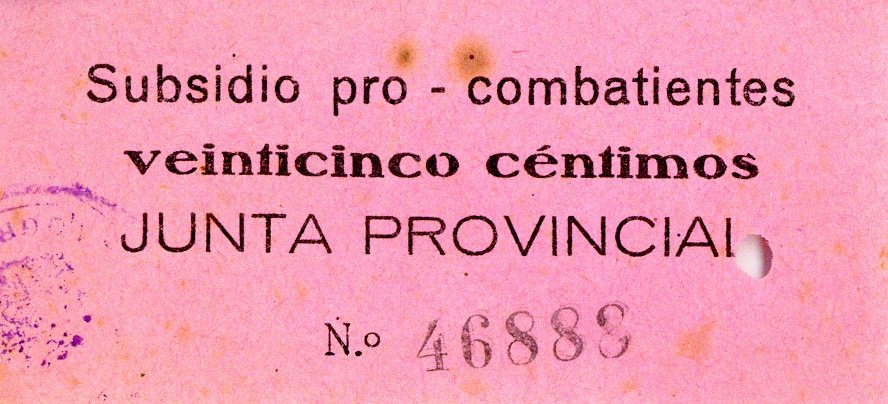 Subsidio pro - combatientes
veinticinco céntimos
JUNTA PROVINCIAL
N.º 46883